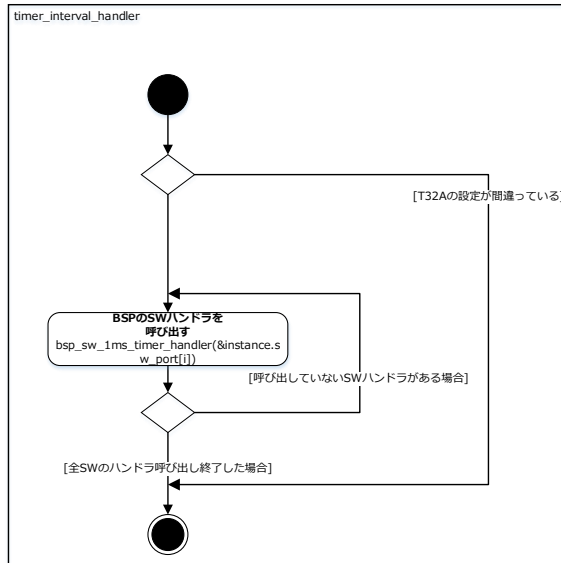 timer_interval_handler
[T32Aの設定が間違っている]
BSPのSWハンドラを
呼び出す
bsp_sw_1ms_timer_handler(&instance.s
w_port[i])
[呼び出していないSWハンドラがある場合]
[全SWのハンドラ呼び出し終了した場合]